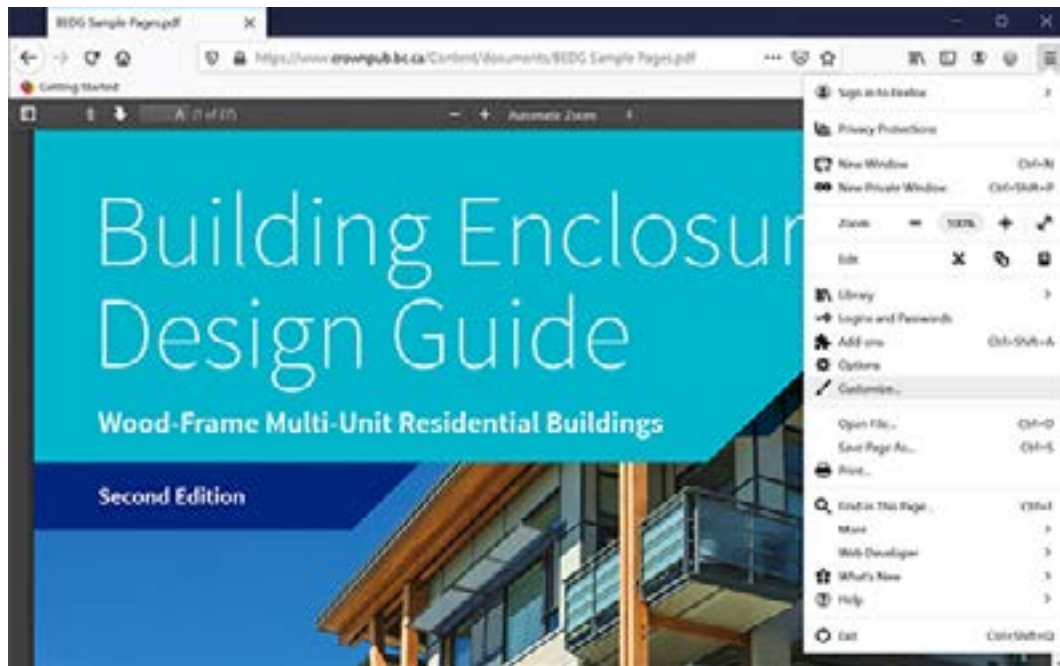 BEDG Sample Pages.pdf
https://www.crownpub.bc.ca/Content/documents/BEDG Sample Pages.pdf
Getting Started
Automatic Zoom
Building Enclosur
Design Guide
Wood-Frame Multi-Unit Residential Buildings
Second Edition
Sign in to Firefox
Privacy Protections
New Window Ctrl+N
New Private Window Ctrl+Shift+P
Zoom 100%
Edit
Library
Logins and Passwords
Add-ons Ctrl+Shift+A
Options
Customize...
Open File... Ctrl+O
Save Page As... Ctrl+S
Print...
Find in This Page...
More
Web Developer
What's New
Help
Exit Ctrl+Shift+Q